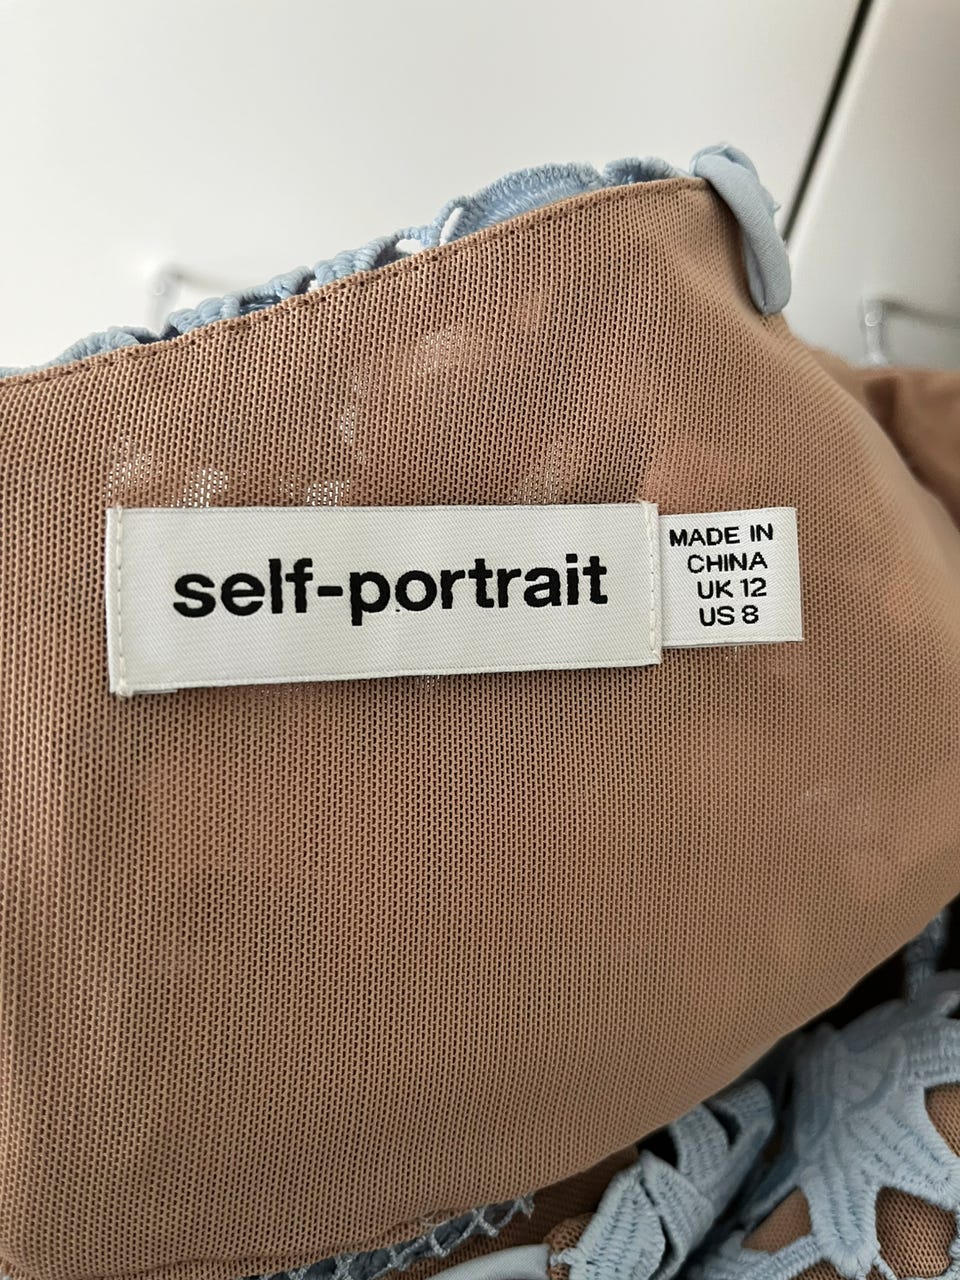 self-portrait
MADE IN
CHINA
UK 12
US 8